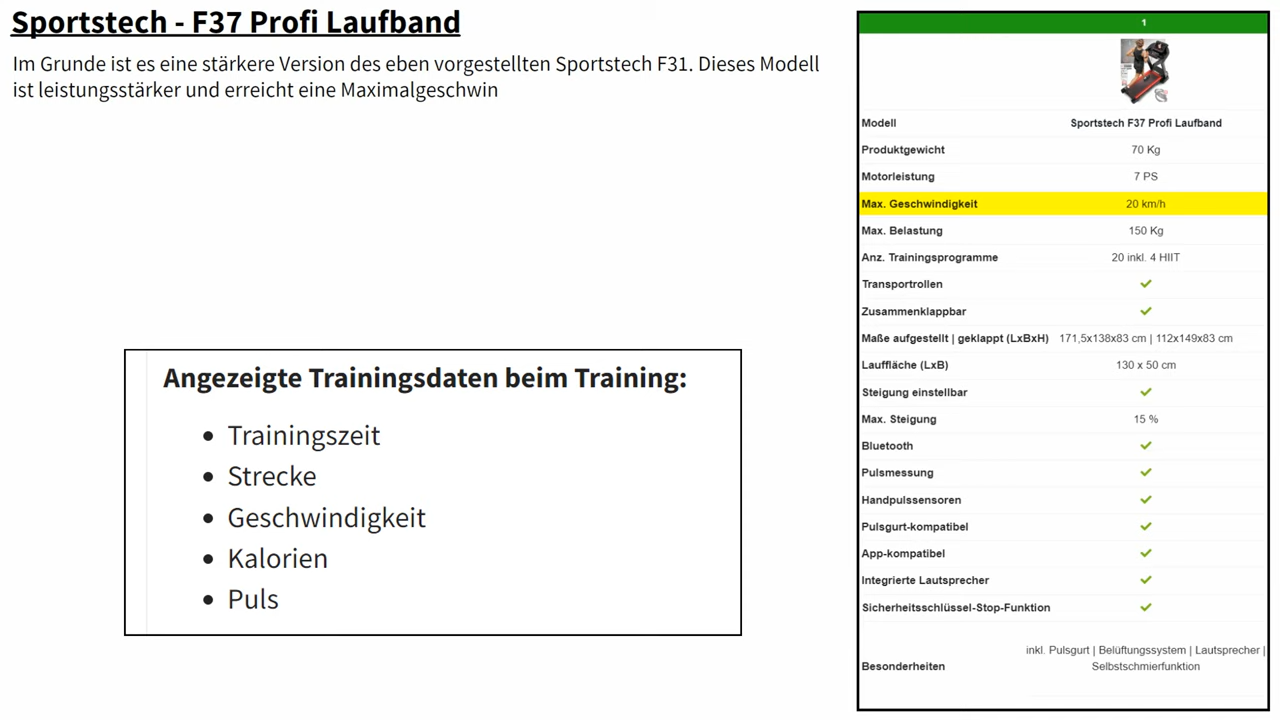 Sportstech - F37 Profi Laufband
Im Grunde ist es eine stärkere Version des eben vorgestellten Sportstech F31. Dieses Modell
ist leistungsstärker und erreicht eine Maximalgeschwin
Angezeigte Trainingsdaten beim Training:
• Trainingszeit
• Strecke
• Geschwindigkeit
• Kalorien
• Puls
1
Modell Sportstech F37 Profi Laufband
Produktgewicht 70 Kg
Motorleistung 7 PS
Max. Geschwindigkeit 20 km/h
Max. Belastung 150 Kg
Anz. Trainingsprogramme 20 inkl. 4 HIIT
Transportrollen ✓
Zusammenklappbar ✓
Maße aufgestellt | geklappt (LxBxH) 171,5x138x83 cm | 112x149x83 cm
Lauffläche (LxB) 130 x 50 cm
Steigung einstellbar ✓
Max. Steigung 15 %
Bluetooth ✓
Pulsmessung ✓
Handpulssensoren ✓
Pulsgurt-kompatibel ✓
App-kompatibel ✓
Integrierte Lautsprecher ✓
Sicherheitsschlüssel-Stop-Funktion ✓
inkl. Pulsgurt | Belüftungssystem | Lautsprecher |
Besonderheiten Selbstschmierfunktion